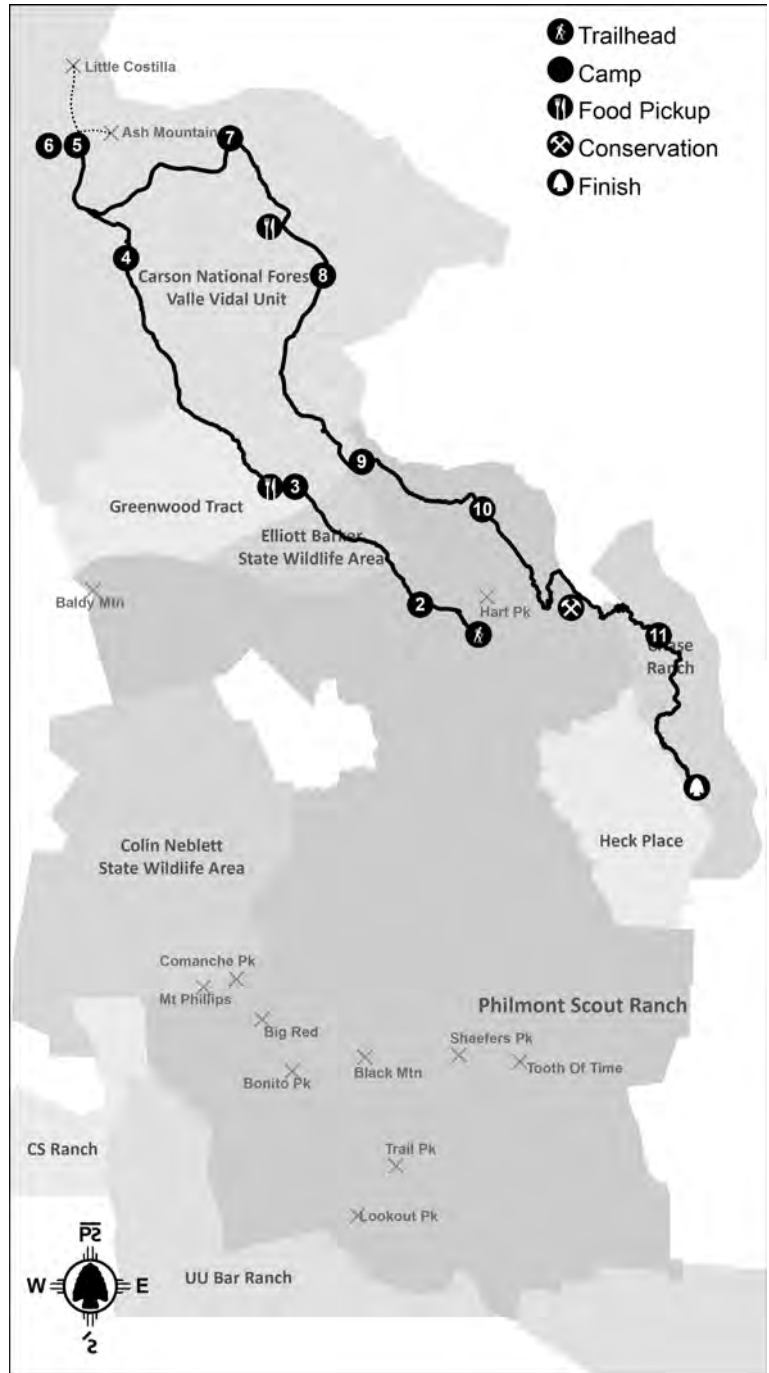 Trailhead
Camp
Food Pickup
Conservation
Finish
Little Costilla
Ash Mountain
7
6
5
4
8
Carson National Fores
Valle Vidal Unit
9
3
Greenwood Tract
10
Elliott Barker
State Wildlife Area
Baldy Mtn
2
Hart Pk
11
Chase
Ranch
Heck Place
Colin Neblett
State Wildlife Area
Comanche Pk
Mt Phillips
Philmont Scout Ranch
Big Red
Shaefers Pk
Black Mtn
Tooth Of Time
Bonito Pk
CS Ranch
Trail Pk
Lookout Pk
UU Bar Ranch
W
E